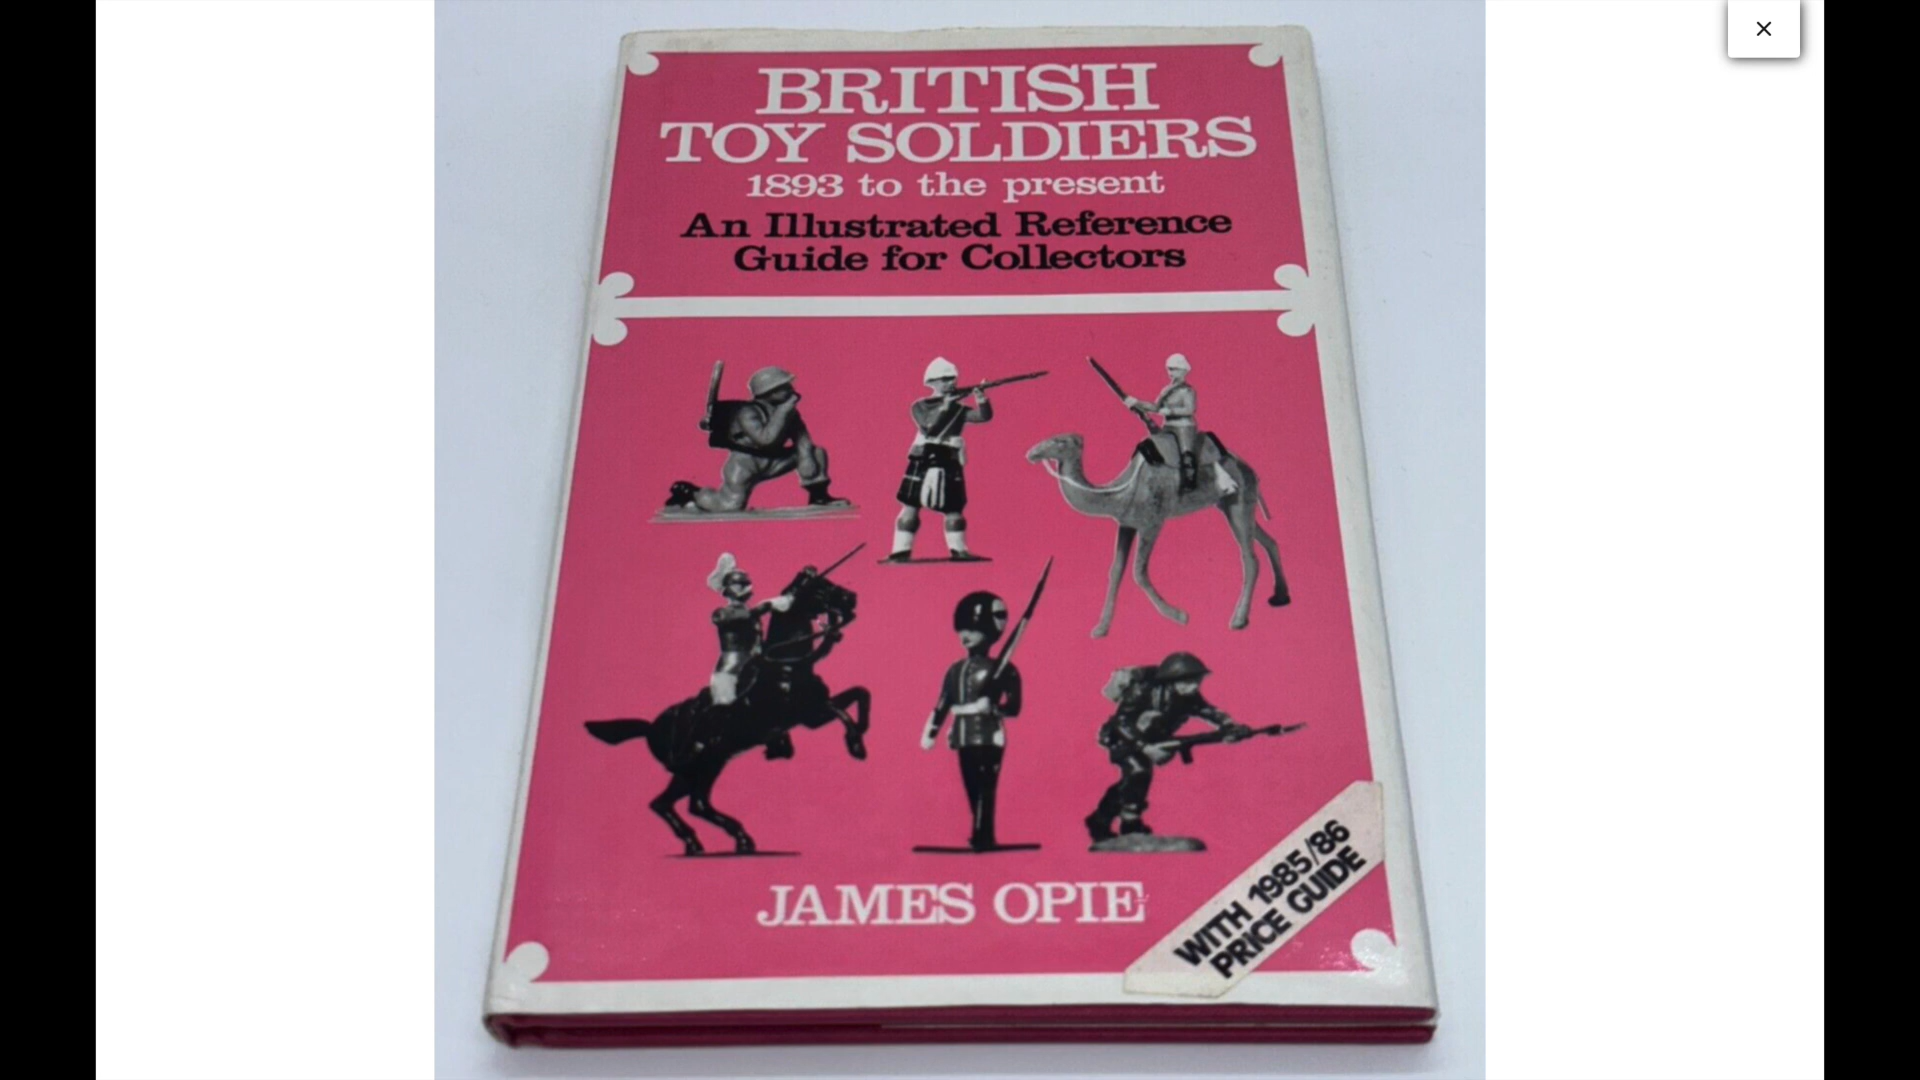 BRITISH
TOY SOLDIERS
1893 to the present
An Illustrated Reference
Guide for Collectors
JAMES OPIE
WITH 1985/86
PRICE GUIDE